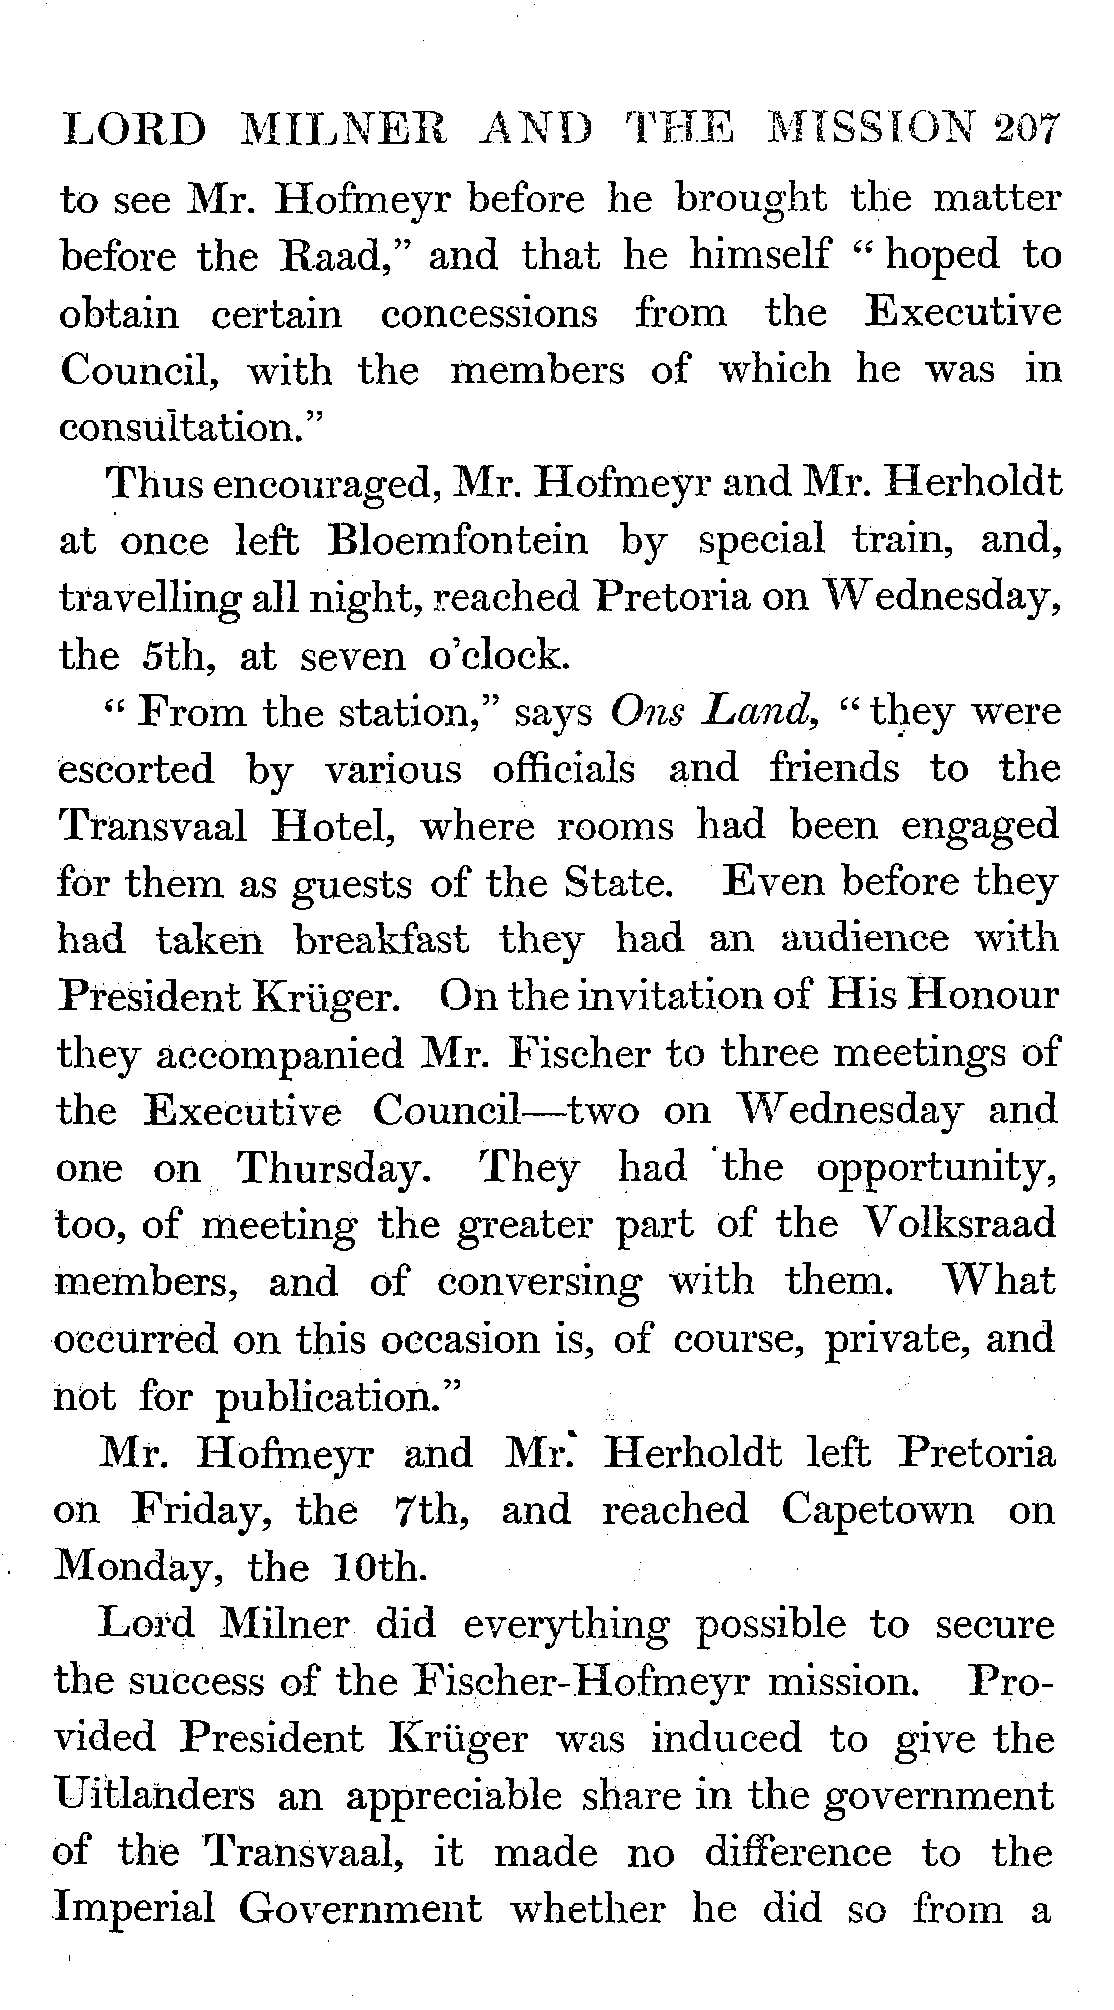 LORD MILNER AND THE MISSION 207
to see Mr. Hofmeyr before he brought the matter
before the Raad,” and that he himself “ hoped to
obtain certain concessions from the Executive
Council, with the members of which he was in
consultation.”
Thus encouraged, Mr. Hofmeyr and Mr. Herholdt
at once left Bloemfontein by special train, and,
travelling all night, reached Pretoria on Wednesday,
the 5th, at seven o’clock.
“ From the station,” says Ons Land, “ they were
escorted by various officials and friends to the
Transvaal Hotel, where rooms had been engaged
for them as guests of the State. Even before they
had taken breakfast they had an audience with
President Krüger. On the invitation of His Honour
they accompanied Mr. Fischer to three meetings of
the Executive Council—two on Wednesday and
one on Thursday. They had the opportunity,
too, of meeting the greater part of the Volksraad
members, and of conversing with them. What
occurred on this occasion is, of course, private, and
not for publication.”
Mr. Hofmeyr and Mr. Herholdt left Pretoria
on Friday, the 7th, and reached Capetown on
Monday, the 10th.
Lord Milner did everything possible to secure
the success of the Fischer-Hofmeyr mission. Pro-
vided President Krüger was induced to give the
Uitlanders an appreciable share in the government
of the Transvaal, it made no difference to the
Imperial Government whether he did so from a